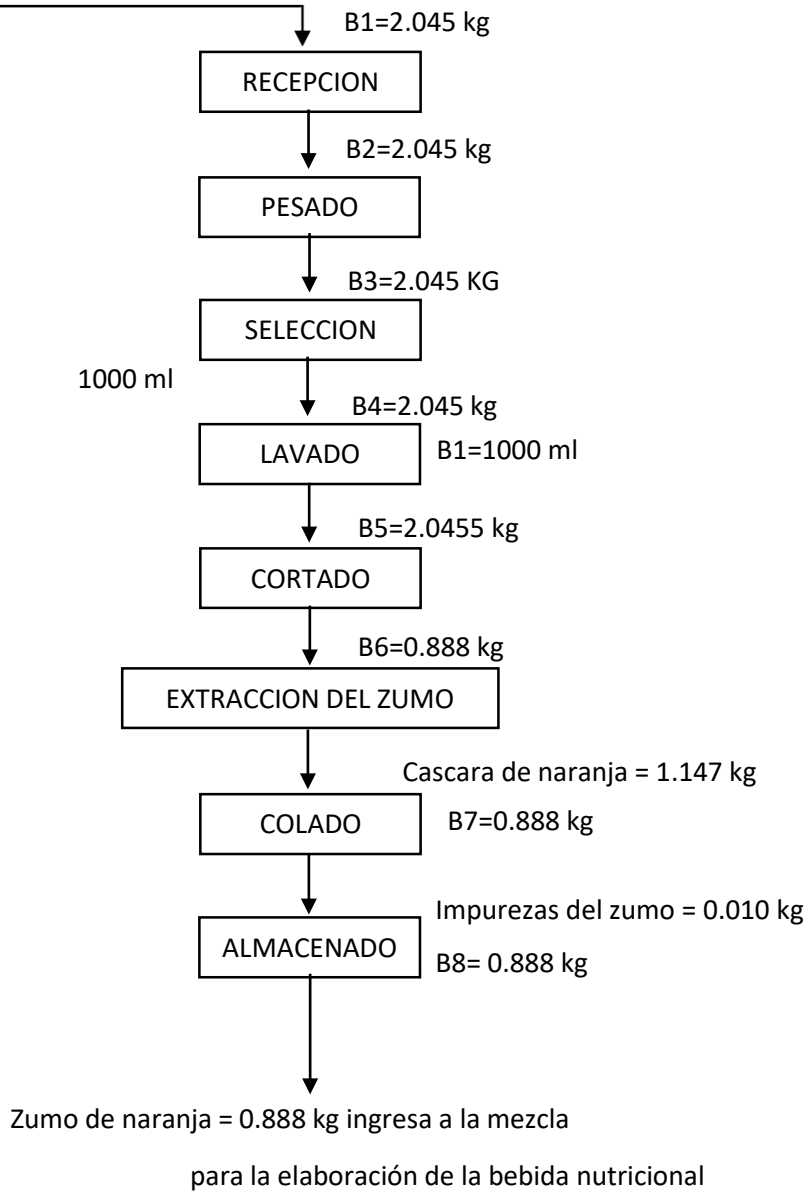 B1=2.045 kg
RECEPCION
B2=2.045 kg
PESADO
B3=2.045 KG
SELECCION
1000 ml
B4=2.045 kg
LAVADO
B1=1000 ml
B5=2.0455 kg
CORTADO
B6=0.888 kg
EXTRACCION DEL ZUMO
Cascara de naranja = 1.147 kg
COLADO
B7=0.888 kg
Impurezas del zumo = 0.010 kg
ALMACENADO
B8= 0.888 kg
Zumo de naranja = 0.888 kg ingresa a la mezcla
para la elaboración de la bebida nutricional